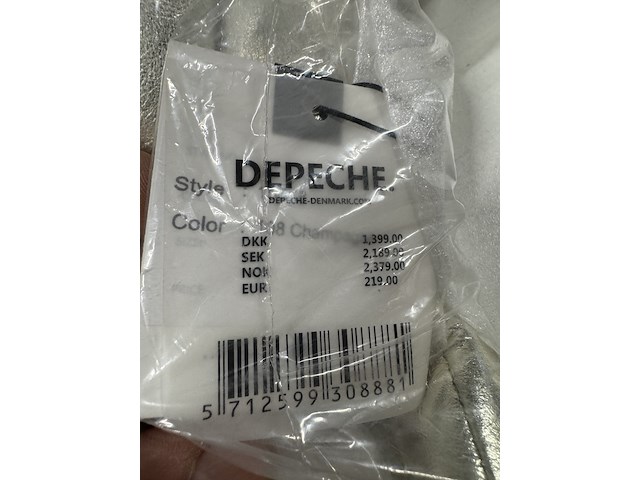 DEPECHE.
Style
DEPECHE-DENMARK.COM
Color
DKK 1,399.00
SEK 2,189.00
NOK 2,379.00
EUR 219.00
5 712599 308881